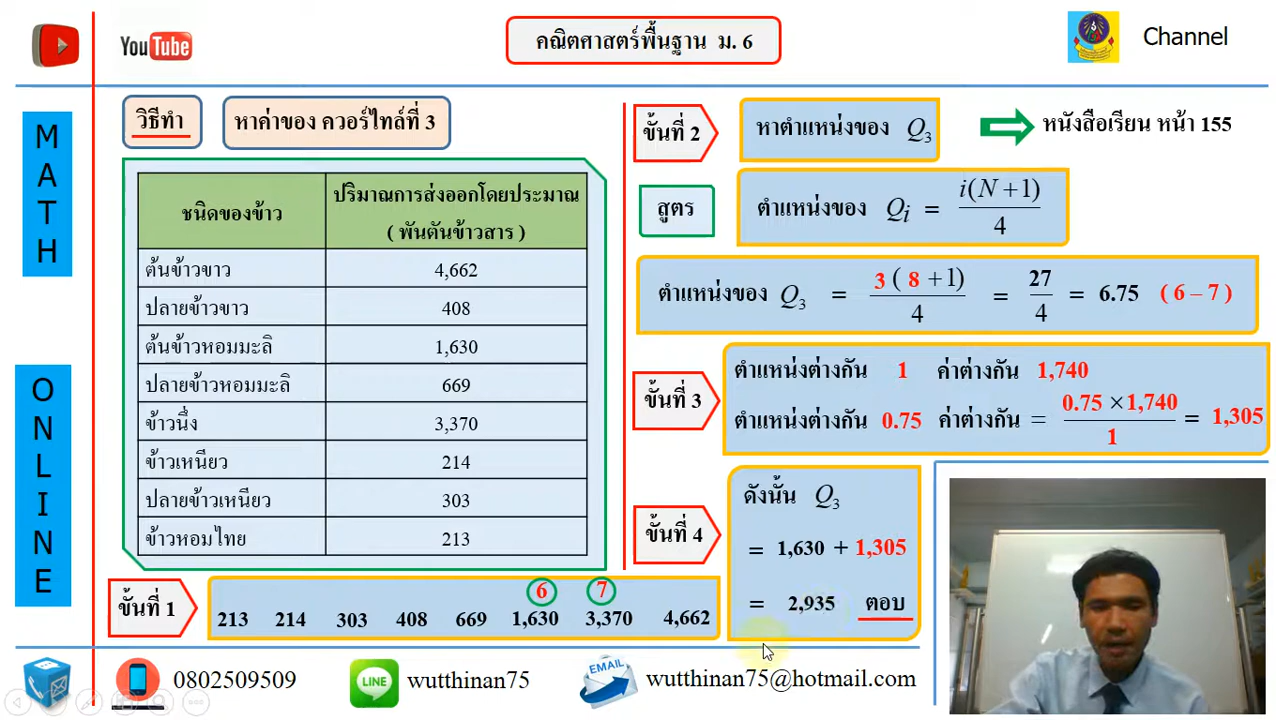 YouTube
คณิตศาสตร์พื้นฐาน ม. 6
Channel
MATH
ONLINE
วิธีทำ
หาค่าของ ควอร์ไทล์ที่ 3
ชนิดของข้าว
ปริมาณการส่งออกโดยประมาณ
( พันตันข้าวสาร )
ต้นข้าวขาว 4,662
ปลายข้าวขาว 408
ต้นข้าวหอมมะลิ 1,630
ปลายข้าวหอมมะลิ 669
ข้าวนึ่ง 3,370
ข้าวเหนียว 214
ปลายข้าวเหนียว 303
ข้าวหอมไทย 213
ขั้นที่ 1
6 7
213 214 303 408 669 1,630 3,370 4,662
ขั้นที่ 2
หาตำแหน่งของ Q3
หนังสือเรียน หน้า 155
สูตร
ตำแหน่งของ Qi = i(N+1)/4
ตำแหน่งของ Q3 = 3(8+1)/4 = 27/4 = 6.75 ( 6 – 7 )
ขั้นที่ 3
ตำแหน่งต่างกัน 1 ค่าต่างกัน 1,740
ตำแหน่งต่างกัน 0.75 ค่าต่างกัน = 0.75 ×1,740/1 = 1,305
ขั้นที่ 4
ดังนั้น Q3
= 1,630 + 1,305
= 2,935 ตอบ
0802509509
LINE
wutthinan75
EMAIL
wutthinan75@hotmail.com